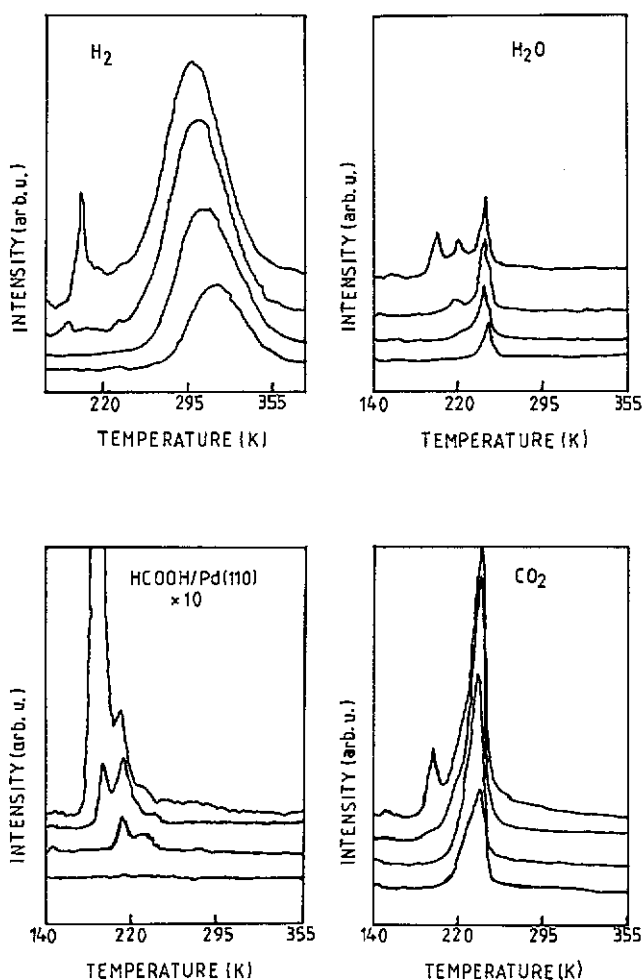 H2
INTENSITY (arb. u.)
220 295 355
TEMPERATURE (K)
H2O
INTENSITY (arb. u.)
140 220 295 355
TEMPERATURE (K)
HCOOH/Pd(110)
×10
INTENSITY (arb. u.)
140 220 295 355
TEMPERATURE (K)
CO2
INTENSITY (arb. u.)
140 220 295 355
TEMPERATURE (K)